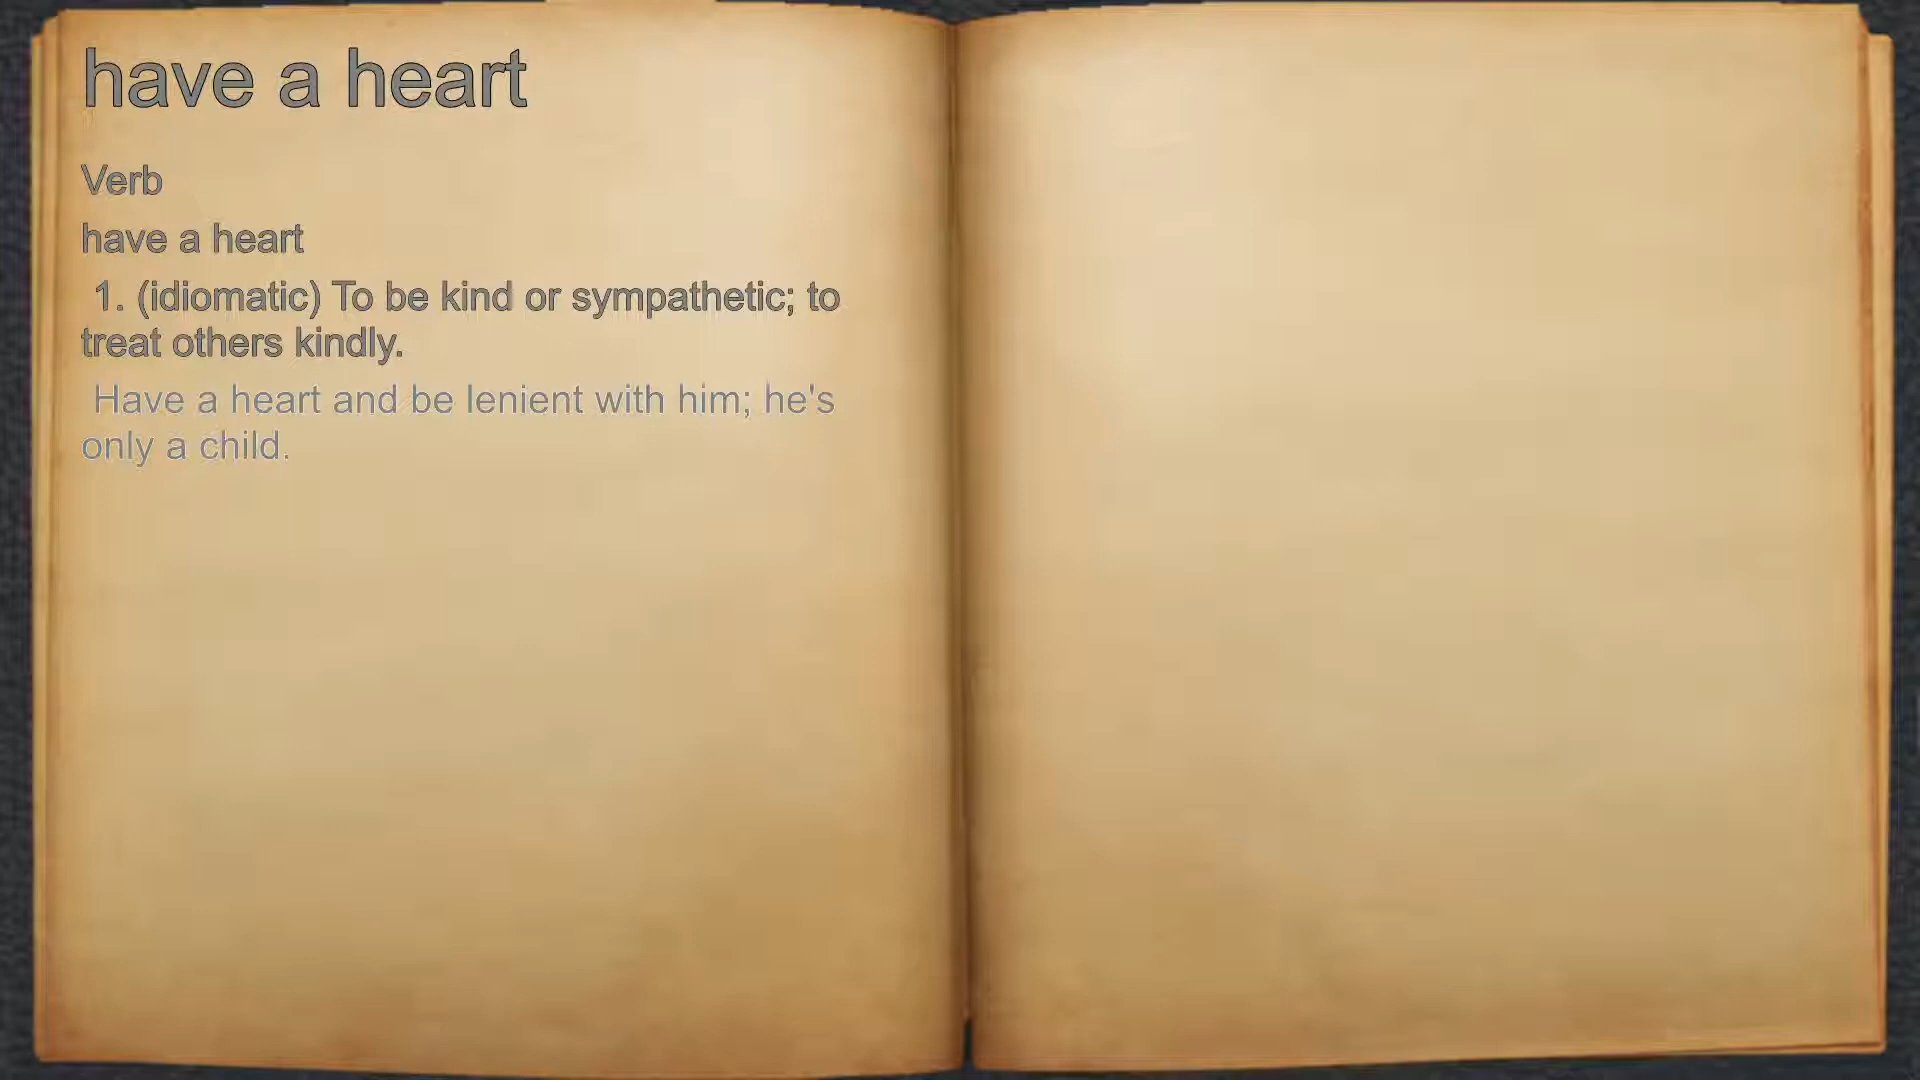 have a heart
Verb
have a heart
1. (idiomatic) To be kind or sympathetic; to
treat others kindly.
Have a heart and be lenient with him; he's
only a child.